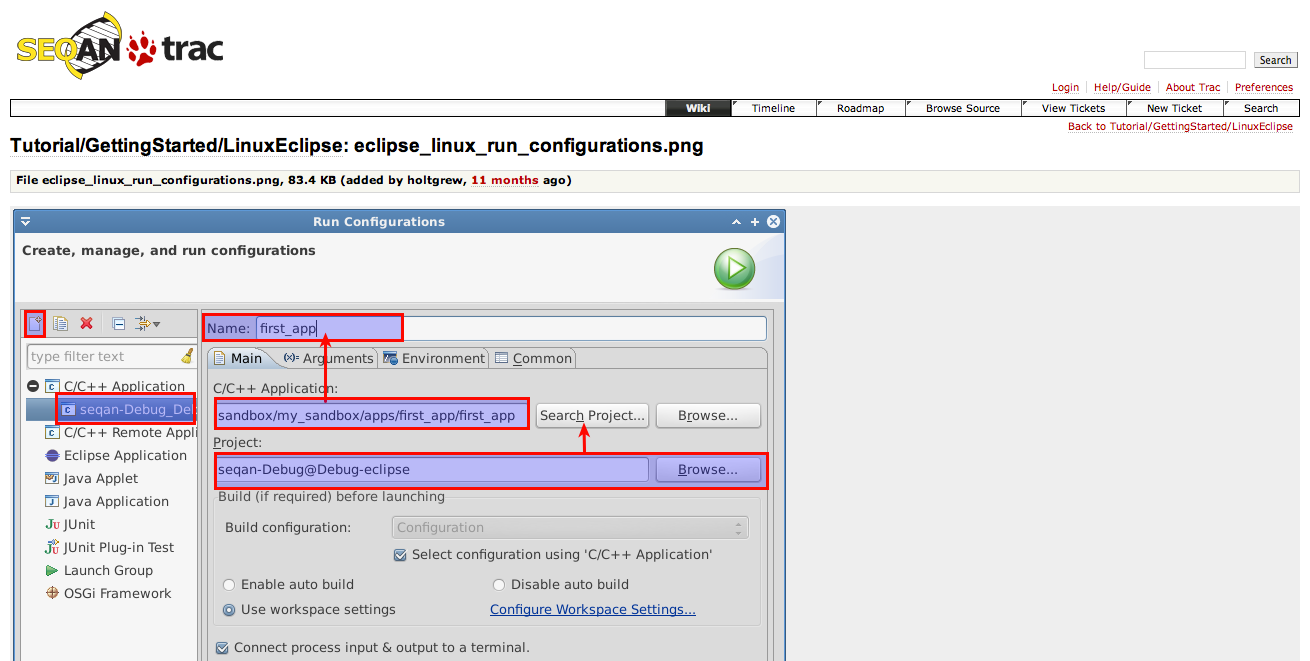 SEQAN trac
Search
Login Help/Guide About Trac Preferences
Wiki Timeline Roadmap Browse Source View Tickets New Ticket Search
Back to Tutorial/GettingStarted/LinuxEclipse
Tutorial/GettingStarted/LinuxEclipse: eclipse_linux_run_configurations.png
File eclipse_linux_run_configurations.png, 83.4 KB (added by holtgrew, 11 months ago)
Run Configurations
Create, manage, and run configurations
type filter text
C/C++ Application
seqan-Debug_Del
C/C++ Remote Appli
Eclipse Application
Java Applet
Java Application
JUnit
JUnit Plug-in Test
Launch Group
OSGi Framework
Name: first_app
Main (x)= Arguments Environment Common
C/C++ Application:
sandbox/my_sandbox/apps/first_app/first_app Search Project... Browse...
Project:
seqan-Debug@Debug-eclipse Browse...
Build (if required) before launching
Build configuration: Configuration
Select configuration using 'C/C++ Application'
Enable auto build Disable auto build
Use workspace settings Configure Workspace Settings...
Connect process input & output to a terminal.